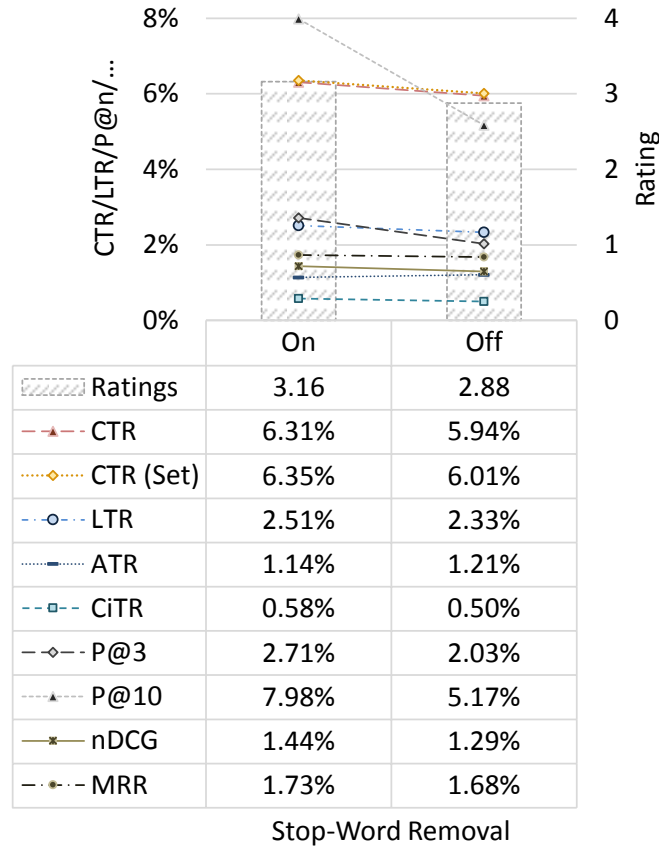 8%
6%
4%
2%
0%
CTR/LTR/P@n/...
4
3
2
1
0
Rating
On Off
Ratings 3.16 2.88
CTR 6.31% 5.94%
CTR (Set) 6.35% 6.01%
LTR 2.51% 2.33%
ATR 1.14% 1.21%
CiTR 0.58% 0.50%
P@3 2.71% 2.03%
P@10 7.98% 5.17%
nDCG 1.44% 1.29%
MRR 1.73% 1.68%
Stop-Word Removal